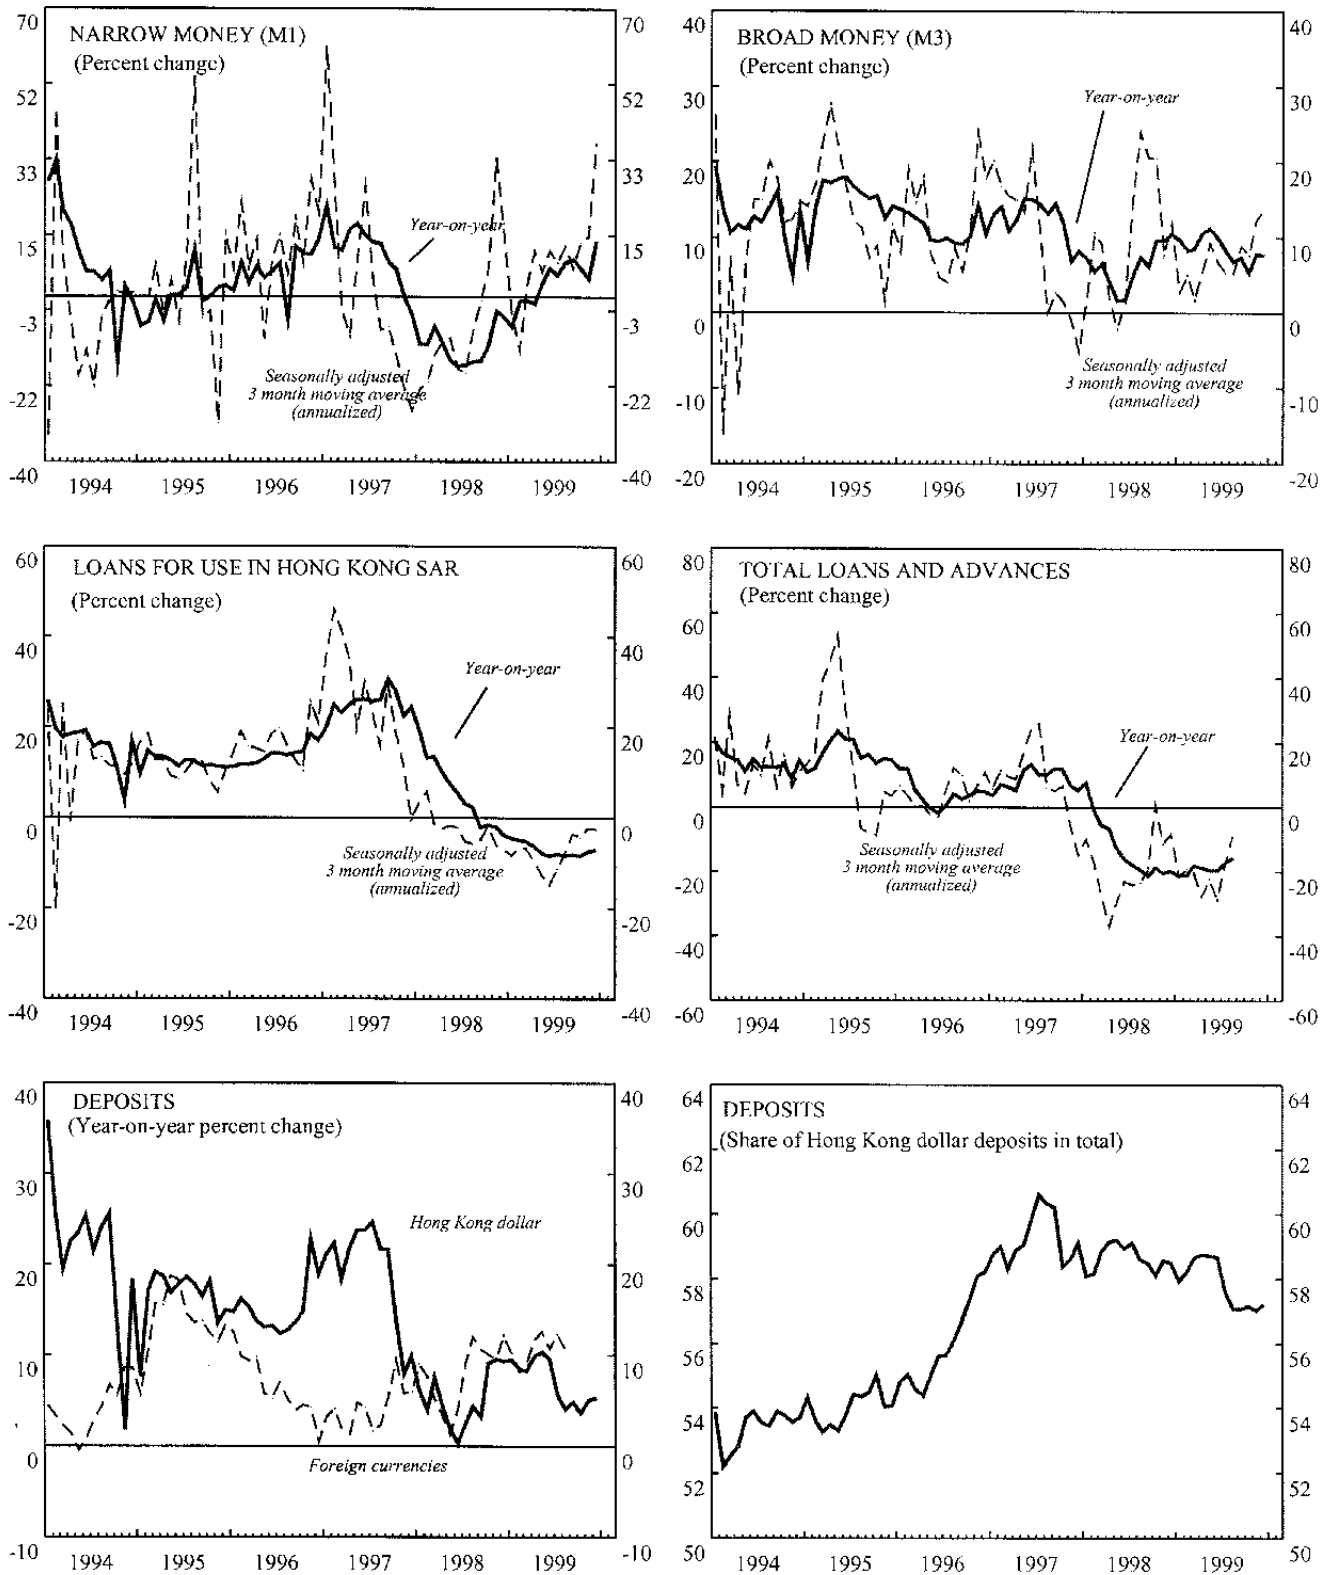 NARROW MONEY (M1)
(Percent change)
70
52
33
15
-3
-22
-40
70
52
33
15
-3
-22
-40
Year-on-year
Seasonally adjusted
3 month moving average
(annualized)
1994 1995 1996 1997 1998 1999
BROAD MONEY (M3)
(Percent change)
40
30
20
10
0
-10
-20
40
30
20
10
0
-10
-20
Year-on-year
Seasonally adjusted
3 month moving average
(annualized)
1994 1995 1996 1997 1998 1999
LOANS FOR USE IN HONG KONG SAR
(Percent change)
60
40
20
0
-20
-40
60
40
20
0
-20
-40
Year-on-year
Seasonally adjusted
3 month moving average
(annualized)
1994 1995 1996 1997 1998 1999
TOTAL LOANS AND ADVANCES
(Percent change)
80
60
40
20
0
-20
-40
-60
80
60
40
20
0
-20
-40
-60
Year-on-year
Seasonally adjusted
3 month moving average
(annualized)
1994 1995 1996 1997 1998 1999
DEPOSITS
(Year-on-year percent change)
40
30
20
10
0
-10
40
30
20
10
0
-10
Hong Kong dollar
Foreign currencies
1994 1995 1996 1997 1998 1999
DEPOSITS
(Share of Hong Kong dollar deposits in total)
64
62
60
58
56
54
52
50
64
62
60
58
56
54
52
50
1994 1995 1996 1997 1998 1999